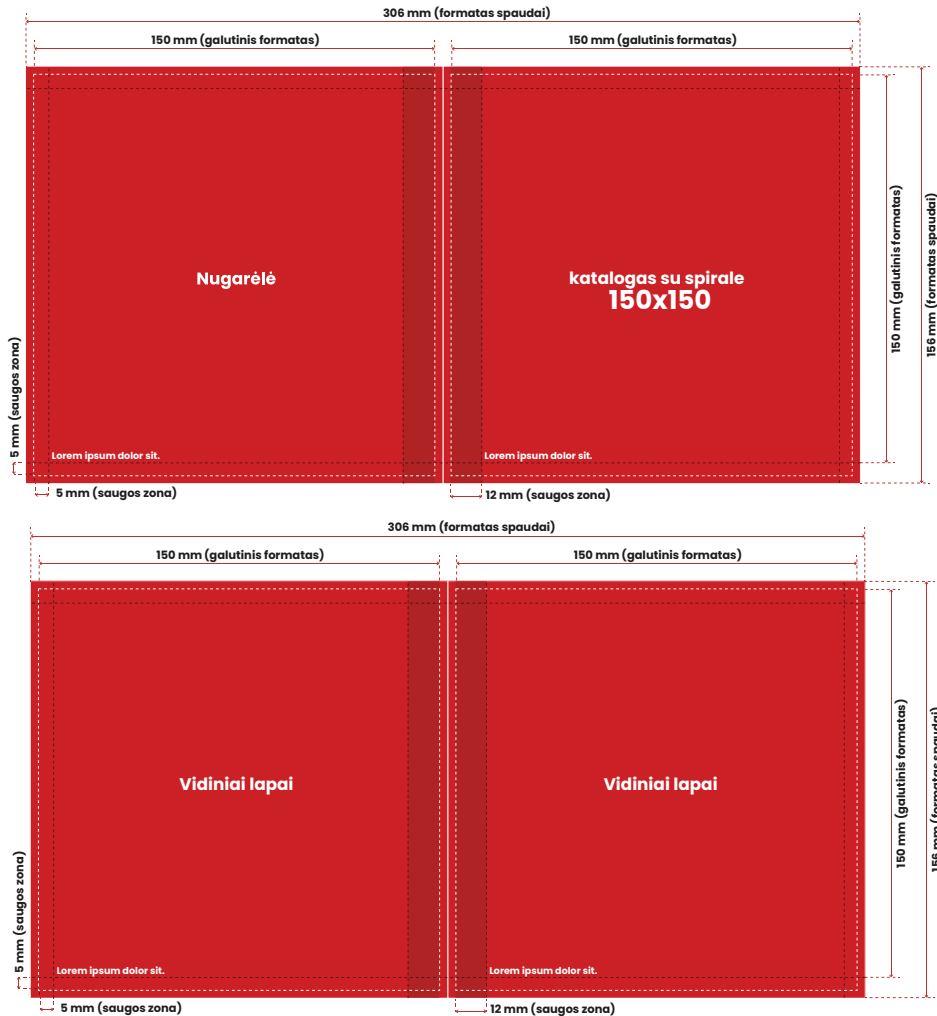 306 mm (formatas spaudai)
150 mm (galutinis formatas)
150 mm (galutinis formatas)
Nugarėlė
katalogas su spirale
150x150
150 mm (galutinis formatas)
156 mm (formatas spaudai)
5 mm (saugos zona)
Lorem ipsum dolor sit.
Lorem ipsum dolor sit.
5 mm (saugos zona)
12 mm (saugos zona)
306 mm (formatas spaudai)
150 mm (galutinis formatas)
150 mm (galutinis formatas)
Vidiniai lapai
Vidiniai lapai
150 mm (galutinis formatas)
156 mm (formatas spaudai)
5 mm (saugos zona)
Lorem ipsum dolor sit.
Lorem ipsum dolor sit.
5 mm (saugos zona)
12 mm (saugos zona)